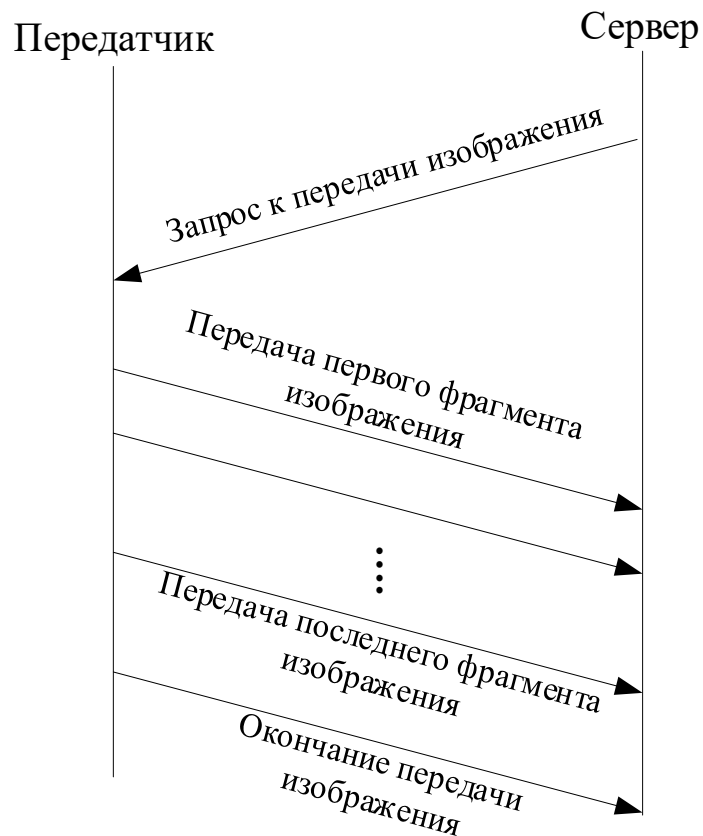 Передатчик
Сервер
Запрос к передачи изображения
Передача первого фрагмента
изображения
Передача последнего фрагмента
изображения
Окончание передачи
изображения